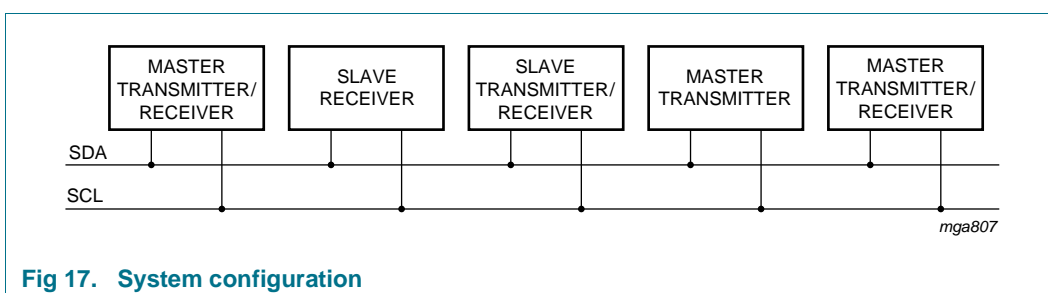 MASTER
TRANSMITTER/
RECEIVER
SLAVE
RECEIVER
SLAVE
TRANSMITTER/
RECEIVER
MASTER
TRANSMITTER
MASTER
TRANSMITTER/
RECEIVER
SDA
SCL
mga807
Fig 17. System configuration